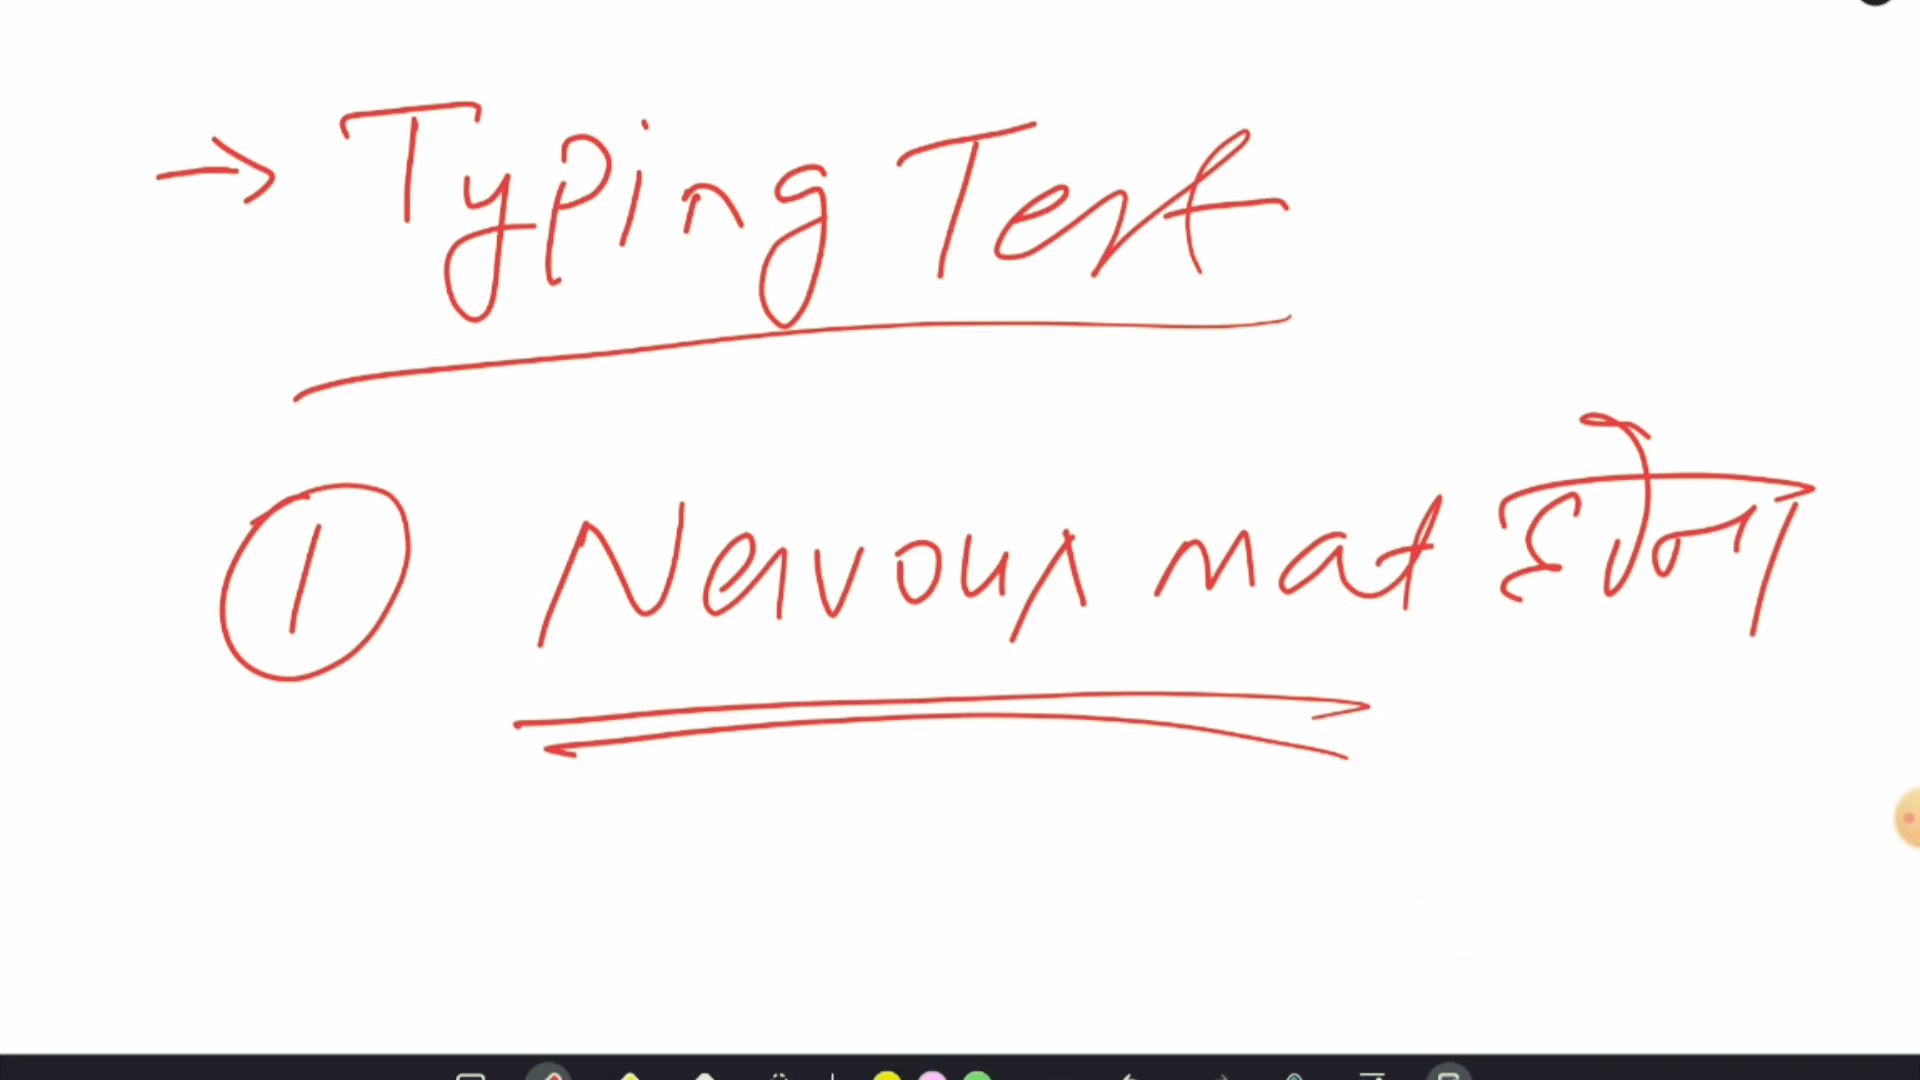 → Typing Test
① Nervous mat होना